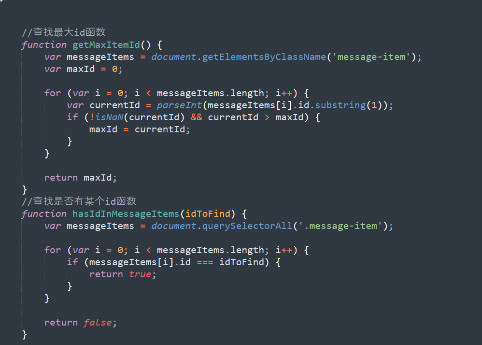 //查找最大id函数
function getMaxItemId() {
    var messageItems = document.getElementsByClassName('message-item');
    var maxId = 0;

    for (var i = 0; i < messageItems.length; i++) {
        var currentId = parseInt(messageItems[i].id.substring(1));
        if (!isNaN(currentId) && currentId > maxId) {
            maxId = currentId;
        }
    }

    return maxId;
}
//查找是否有某个id函数
function hasIdInMessageItems(idToFind) {
    var messageItems = document.querySelectorAll('.message-item');

    for (var i = 0; i < messageItems.length; i++) {
        if (messageItems[i].id === idToFind) {
            return true;
        }
    }

    return false;
}